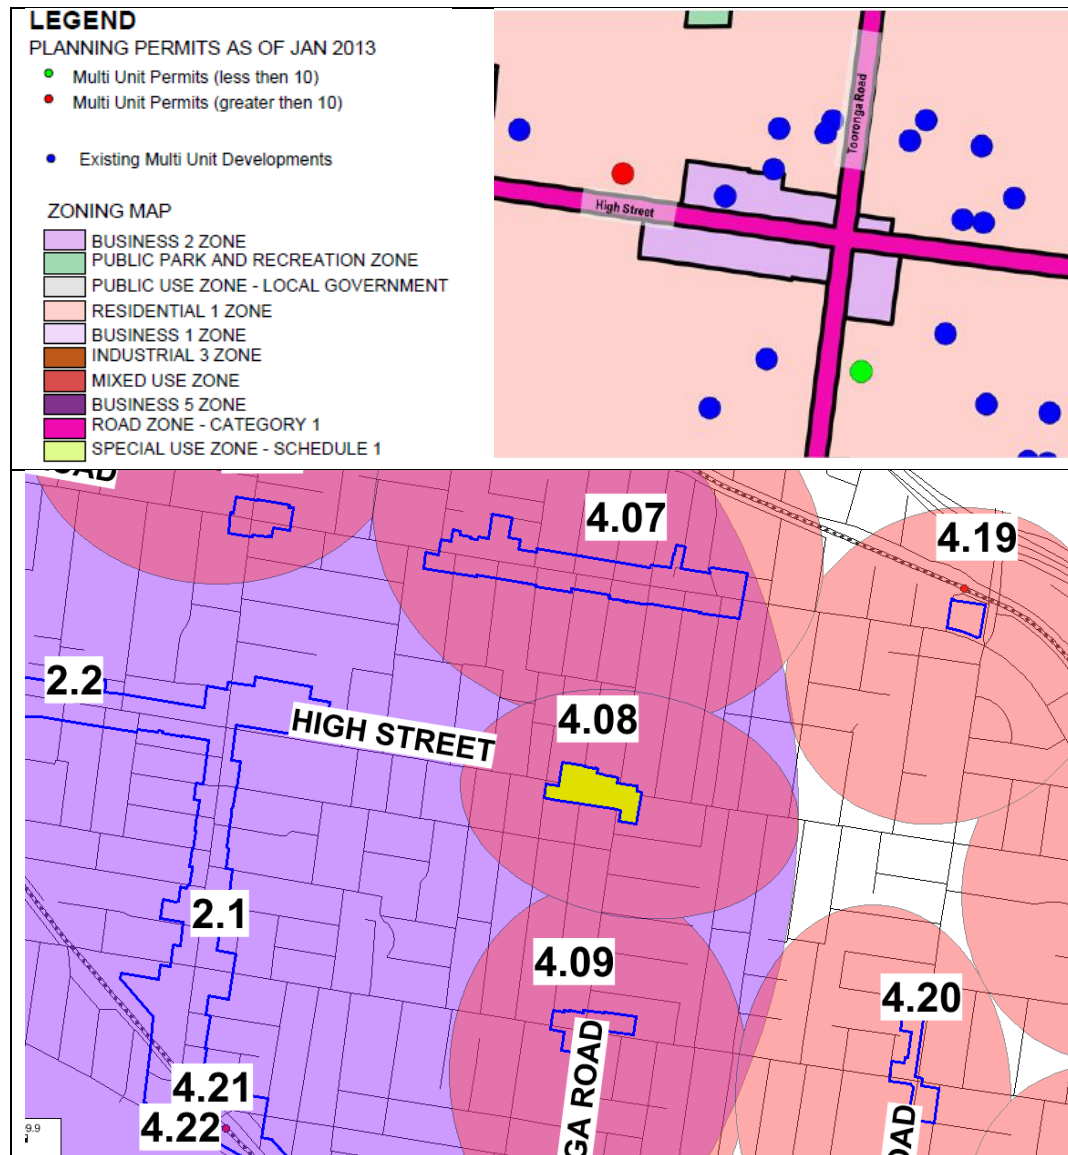 LEGEND
PLANNING PERMITS AS OF JAN 2013
Multi Unit Permits (less then 10)
Multi Unit Permits (greater then 10)
Existing Multi Unit Developments
ZONING MAP
BUSINESS 2 ZONE
PUBLIC PARK AND RECREATION ZONE
PUBLIC USE ZONE - LOCAL GOVERNMENT
RESIDENTIAL 1 ZONE
BUSINESS 1 ZONE
INDUSTRIAL 3 ZONE
MIXED USE ZONE
BUSINESS 5 ZONE
ROAD ZONE - CATEGORY 1
SPECIAL USE ZONE - SCHEDULE 1
Tooronga Road
High Street
OAD
4.07
4.19
2.2
HIGH STREET
4.08
2.1
4.09
4.20
GA ROAD
OAD
4.21
4.22
9.9